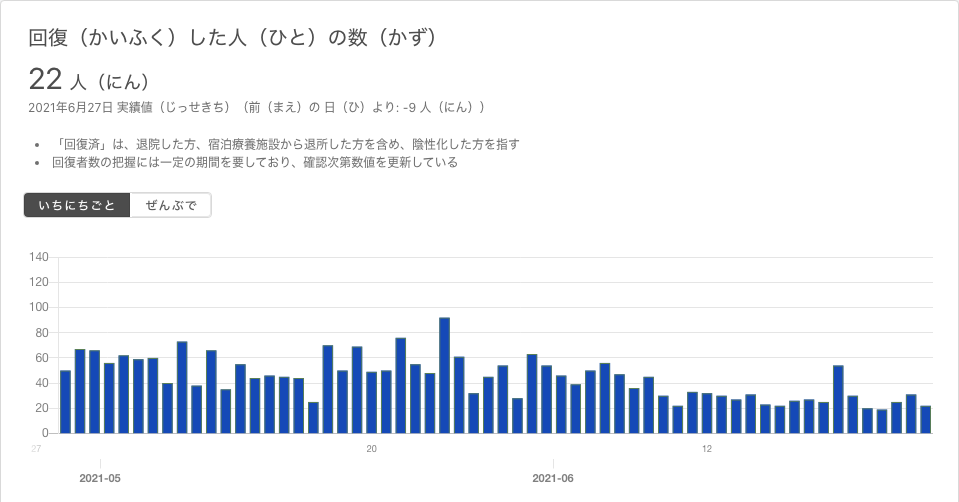 回復（かいふく）した人（ひと）の数（かず）
22 人（にん）
2021年6月27日 実績値（じっせきち）（前（まえ）の 日（ひ）より: -9 人（にん））
「回復済」は、退院した方、宿泊療養施設から退所した方を含め、陰性化した方を指す
回復者数の把握には一定の期間を要しており、確認次第数値を更新している
いちにちごと ぜんぶで
140
120
100
80
60
40
20
0
27 20 12
2021-05 2021-06